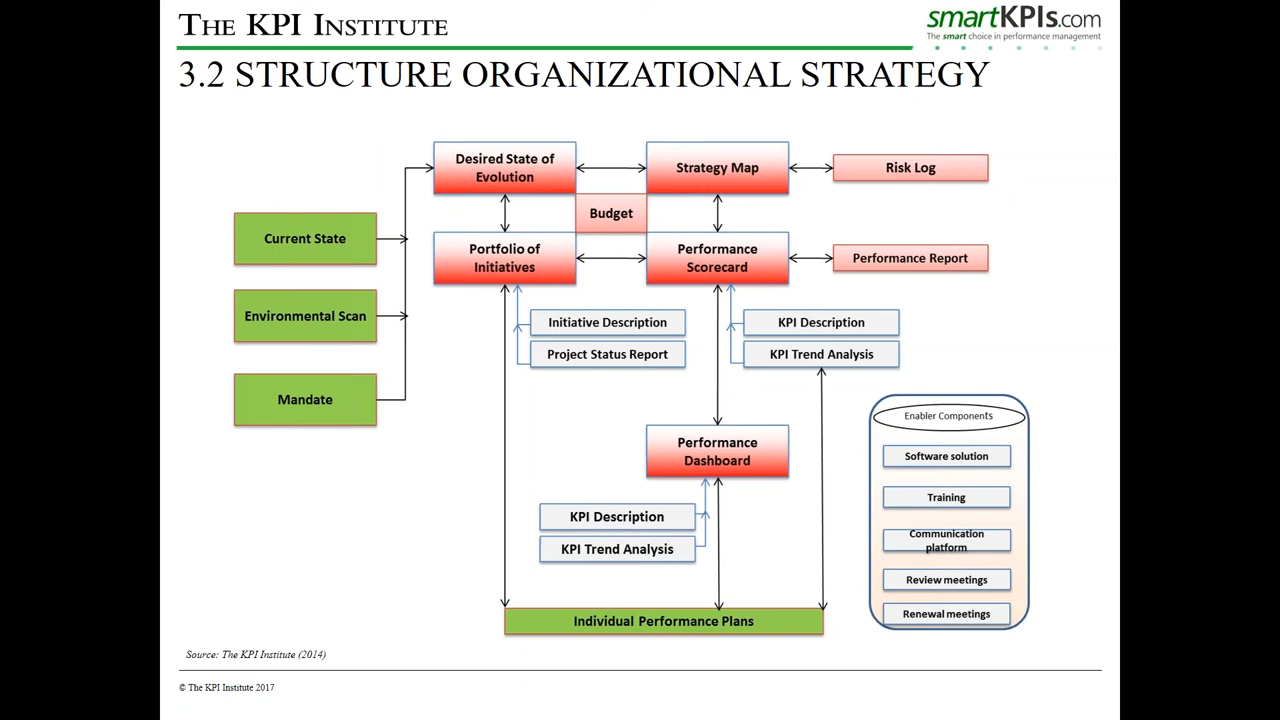 THE KPI INSTITUTE
smartKPIs.com
The smart choice in performance management
3.2 STRUCTURE ORGANIZATIONAL STRATEGY
Desired State of
Evolution
Strategy Map
Risk Log
Budget
Current State
Portfolio of
Initiatives
Performance
Scorecard
Performance Report
Environmental Scan
Initiative Description
Project Status Report
KPI Description
KPI Trend Analysis
Mandate
Performance
Dashboard
KPI Description
KPI Trend Analysis
Enabler Components
Software solution
Training
Communication
platform
Review meetings
Renewal meetings
Individual Performance Plans
Source: The KPI Institute (2014)
© The KPI Institute 2017